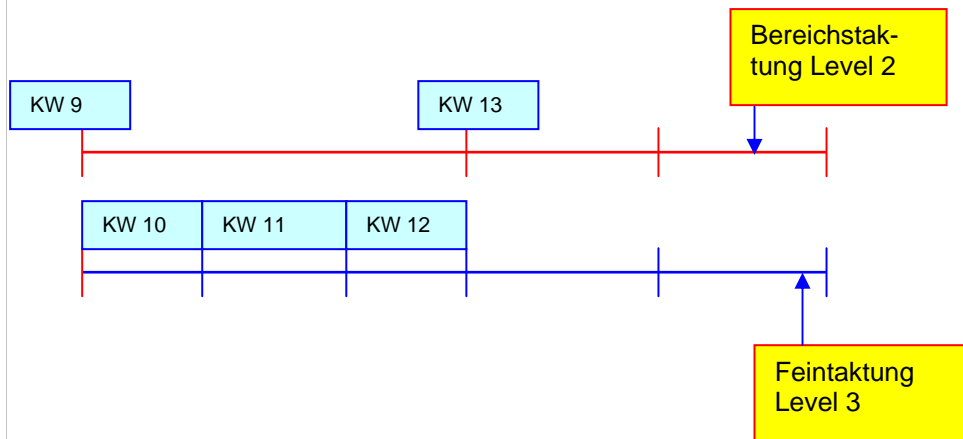 Bereichstak-
tung Level 2
KW 9
KW 13
KW 10
KW 11
KW 12
Feintaktung
Level 3